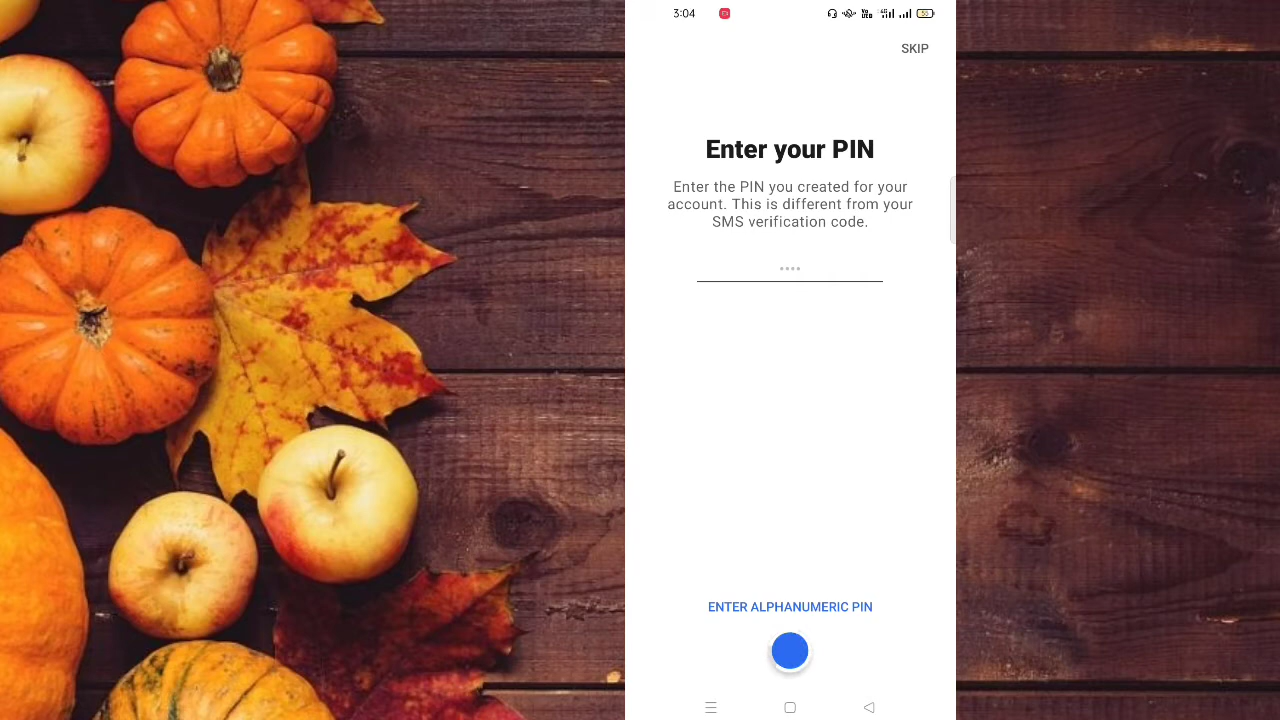 3:04
SKIP
Enter your PIN
Enter the PIN you created for your
account. This is different from your
SMS verification code.
ENTER ALPHANUMERIC PIN